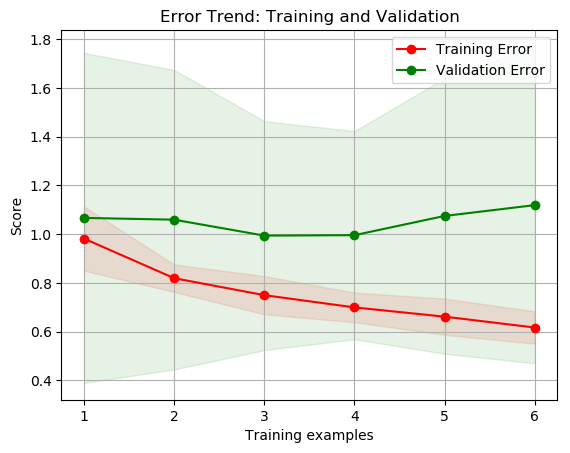 Error Trend: Training and Validation
Training Error
Validation Error
1.8
1.6
1.4
1.2
1.0
0.8
0.6
0.4
Score
1 2 3 4 5 6
Training examples